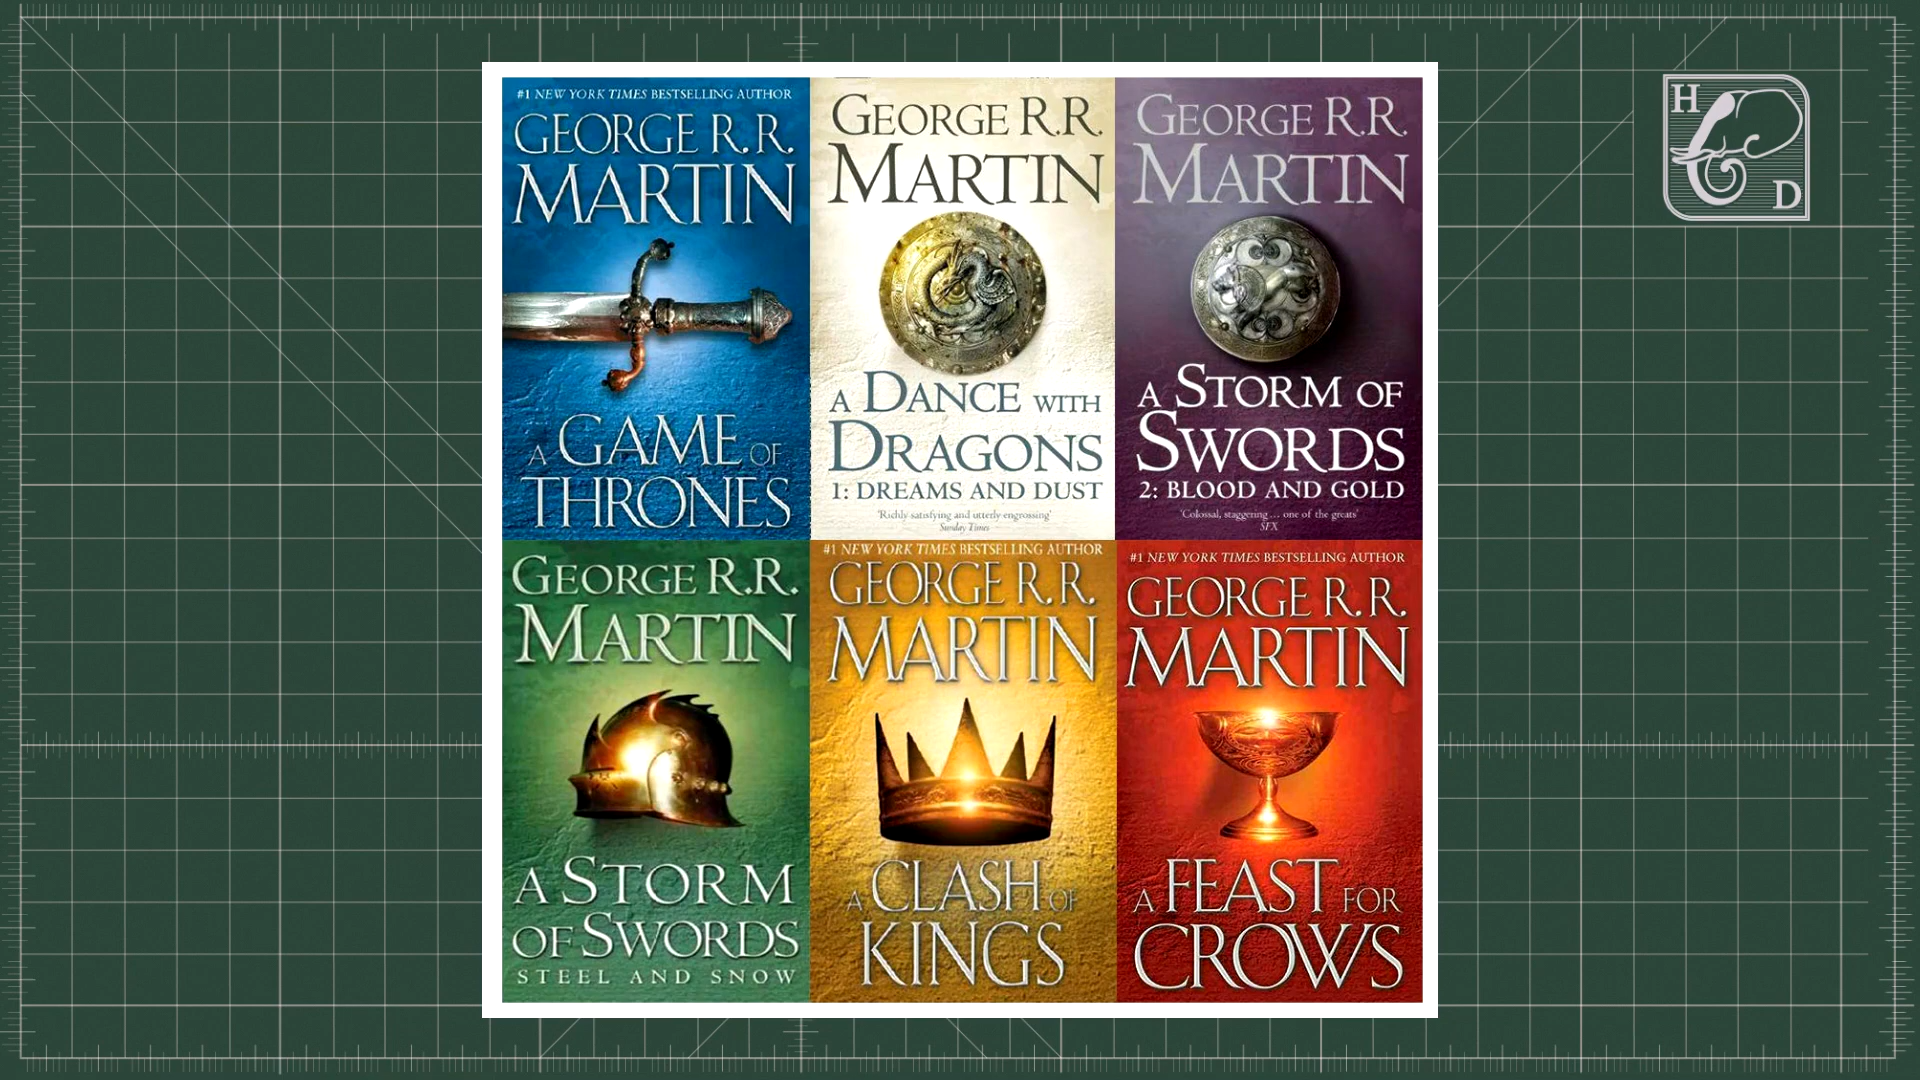 #1 NEW YORK TIMES BESTSELLING AUTHOR
GEORGE R.R.
MARTIN
A GAME OF
THRONES
GEORGE R.R.
MARTIN
A DANCE WITH
DRAGONS
1: DREAMS AND DUST
'Richly satisfying and utterly engrossing'
Sunday Times
GEORGE R.R.
MARTIN
A STORM OF
SWORDS
2: BLOOD AND GOLD
'Colossal, staggering ... one of the greats'
SFX
GEORGE R.R.
MARTIN
A STORM
OF SWORDS
STEEL AND SNOW
#1 NEW YORK TIMES BESTSELLING AUTHOR
GEORGE R.R.
MARTIN
A CLASH OF
KINGS
#1 NEW YORK TIMES BESTSELLING AUTHOR
GEORGE R.R.
MARTIN
A FEAST FOR
CROWS
H
D